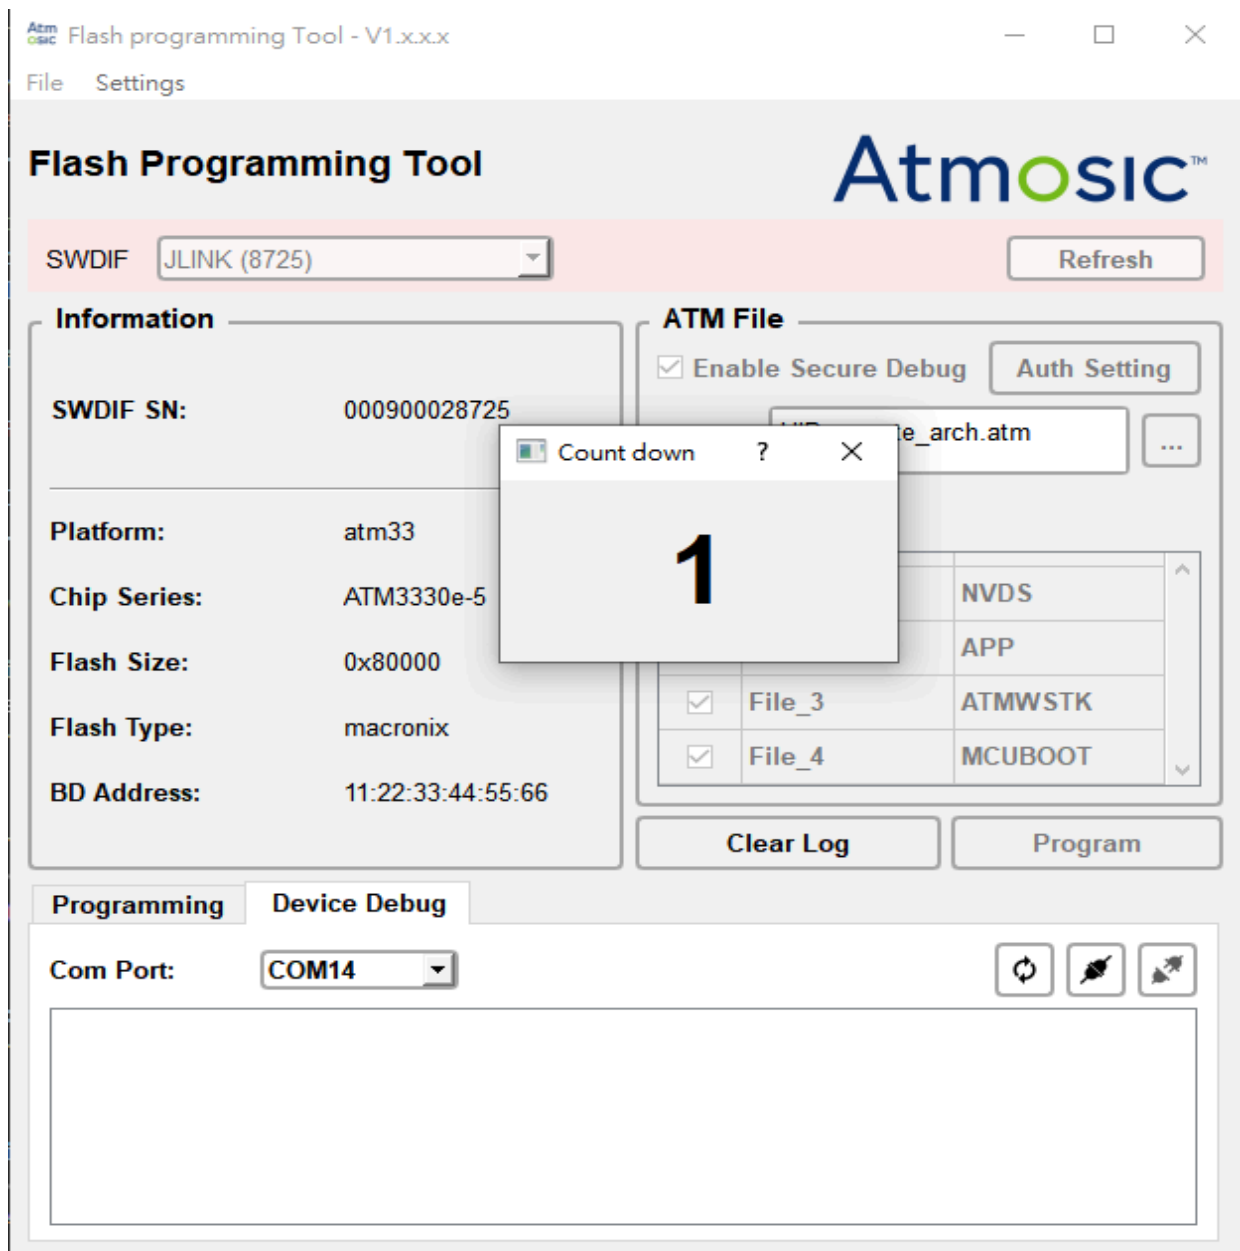 Atm
osic Flash programming Tool - V1.x.x.x
File Settings
Flash Programming Tool
Atmosic™
SWDIF JLINK (8725) Refresh
Information
SWDIF SN: 000900028725
Platform: atm33
Chip Series: ATM3330e-5
Flash Size: 0x80000
Flash Type: macronix
BD Address: 11:22:33:44:55:66
ATM File
Enable Secure Debug Auth Setting
_arch.atm ...
Count down ? 
1
NVDS
APP
File_3 ATMWSTK
File_4 MCUBOOT
Clear Log Program
Programming Device Debug
Com Port: COM14